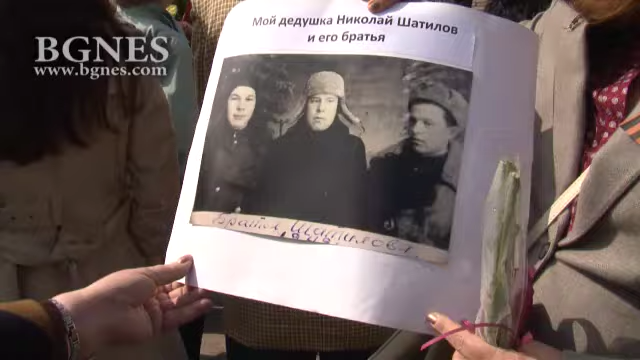 BGNES
www.bgnes.com
Мой дедушка Николай Шатилов
и его братья
Братья Шатиловы